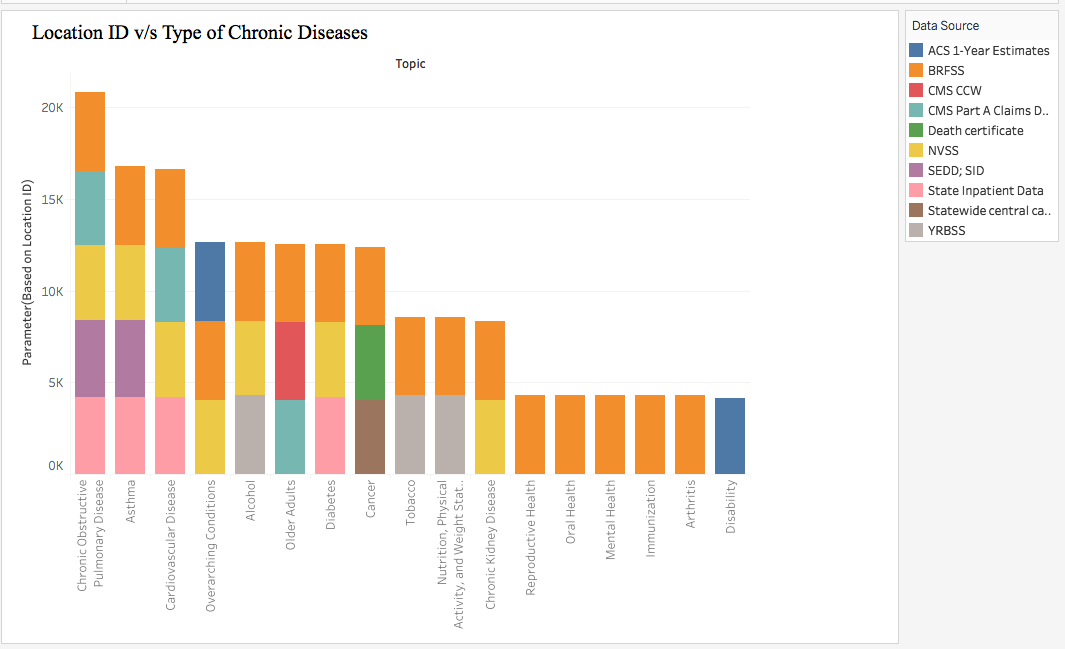 Location ID v/s Type of Chronic Diseases
Topic
Parameter(Based on Location ID)
20K
15K
10K
5K
0K
Chronic Obstructive
Pulmonary Disease
Asthma
Cardiovascular Disease
Overarching Conditions
Alcohol
Older Adults
Diabetes
Cancer
Tobacco
Nutrition, Physical
Activity, and Weight Stat..
Chronic Kidney Disease
Reproductive Health
Oral Health
Mental Health
Immunization
Arthritis
Disability
Data Source
ACS 1-Year Estimates
BRFSS
CMS CCW
CMS Part A Claims D..
Death certificate
NVSS
SEDD; SID
State Inpatient Data
Statewide central ca..
YRBSS